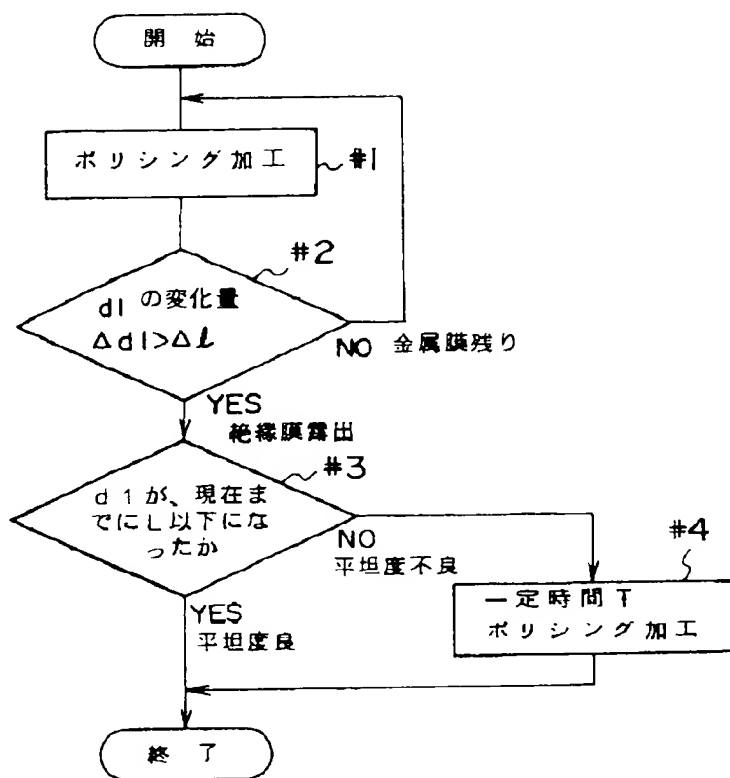 開始
ポリシング加工
#1
#2
d1 の変化量
Δd1>Δℓ
NO 金属膜残り
YES
絶縁膜露出
#3
d1が、現在ま
でにL以下にな
ったか
NO
平坦度不良
#4
一定時間T
ポリシング加工
YES
平坦度良
終了